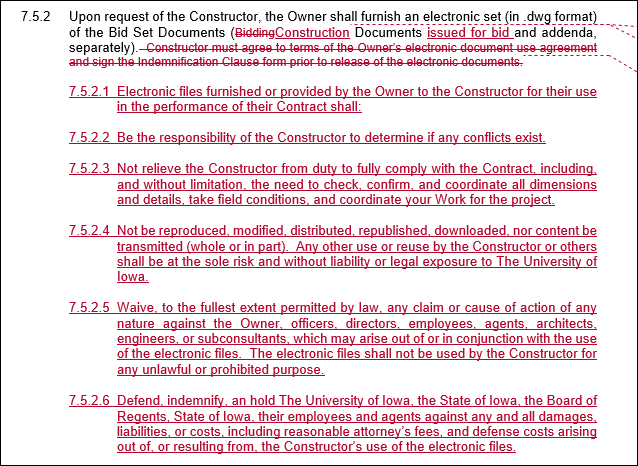 7.5.2 Upon request of the Constructor, the Owner shall furnish an electronic set (in .dwg format)
of the Bid Set Documents (BiddingConstruction Documents issued for bid and addenda,
separately). Constructor must agree to terms of the Owner's electronic document use agreement
and sign the Indemnification Clause form prior to release of the electronic documents.
7.5.2.1 Electronic files furnished or provided by the Owner to the Constructor for their use
in the performance of their Contract shall:
7.5.2.2 Be the responsibility of the Constructor to determine if any conflicts exist.
7.5.2.3 Not relieve the Constructor from duty to fully comply with the Contract, including,
and without limitation, the need to check, confirm, and coordinate all dimensions
and details, take field conditions, and coordinate your Work for the project.
7.5.2.4 Not be reproduced, modified, distributed, republished, downloaded, nor content be
transmitted (whole or in part). Any other use or reuse by the Constructor or others
shall be at the sole risk and without liability or legal exposure to The University of
Iowa.
7.5.2.5 Waive, to the fullest extent permitted by law, any claim or cause of action of any
nature against the Owner, officers, directors, employees, agents, architects,
engineers, or subconsultants, which may arise out of or in conjunction with the use
of the electronic files. The electronic files shall not be used by the Constructor for
any unlawful or prohibited purpose.
7.5.2.6 Defend, indemnify, an hold The University of Iowa, the State of Iowa, the Board of
Regents, State of Iowa, their employees and agents against any and all damages,
liabilities, or costs, including reasonable attorney's fees, and defense costs arising
out of, or resulting from, the Constructor's use of the electronic files.